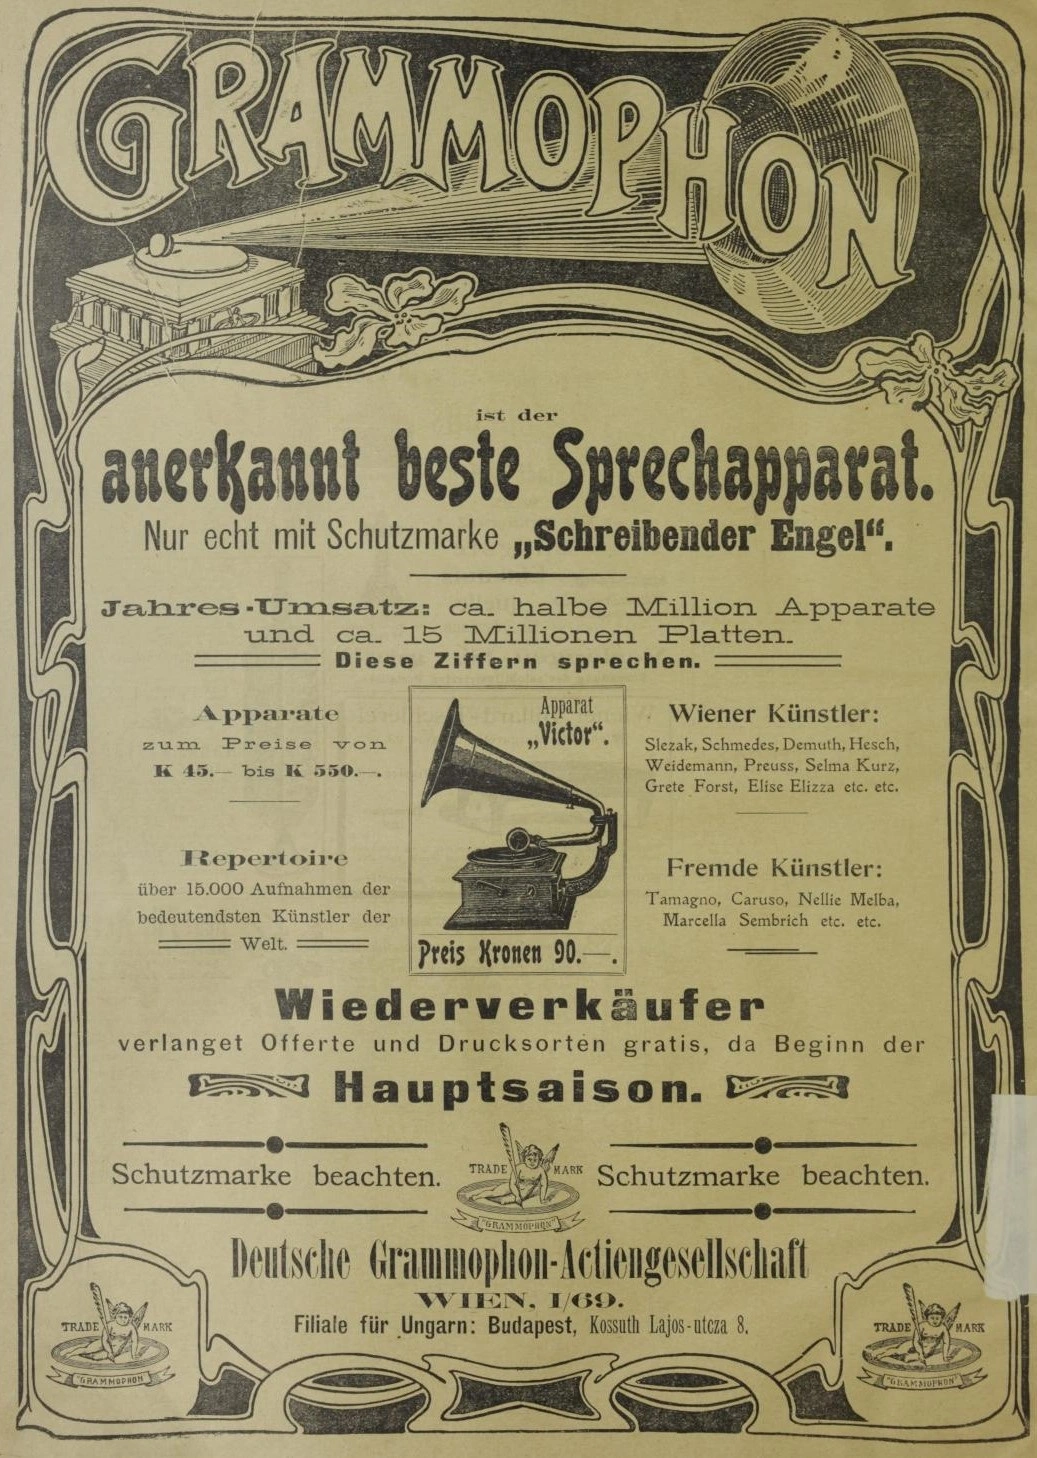 GRAMMOPHON
ist der
anerkannt beste Sprechapparat.
Nur echt mit Schutzmarke „Schreibender Engel“.
Jahres-Umsatz: ca. halbe Million Apparate
und ca. 15 Millionen Platten.
Diese Ziffern sprechen.
Apparate
zum Preise von
K 45.— bis K 550.—.
Repertoire
über 15.000 Aufnahmen der
bedeutendsten Künstler der
Welt.
Apparat
„Victor“.
Preis Kronen 90.—.
Wiener Künstler:
Slezak, Schmedes, Demuth, Hesch,
Weidemann, Preuss, Selma Kurz,
Grete Forst, Elise Elizza etc. etc.
Fremde Künstler:
Tamagno, Caruso, Nellie Melba,
Marcella Sembrich etc. etc.
Wiederverkäufer
verlanget Offerte und Drucksorten gratis, da Beginn der
Hauptsaison.
Schutzmarke beachten.
TRADE MARK
"GRAMMOPHON"
Schutzmarke beachten.
Deutsche Grammophon-Actiengesellschaft
WIEN, I/69.
Filiale für Ungarn: Budapest, Kossuth Lajos-utcza 8.
TRADE MARK
"GRAMMOPHON"
TRADE MARK
"GRAMMOPHON"